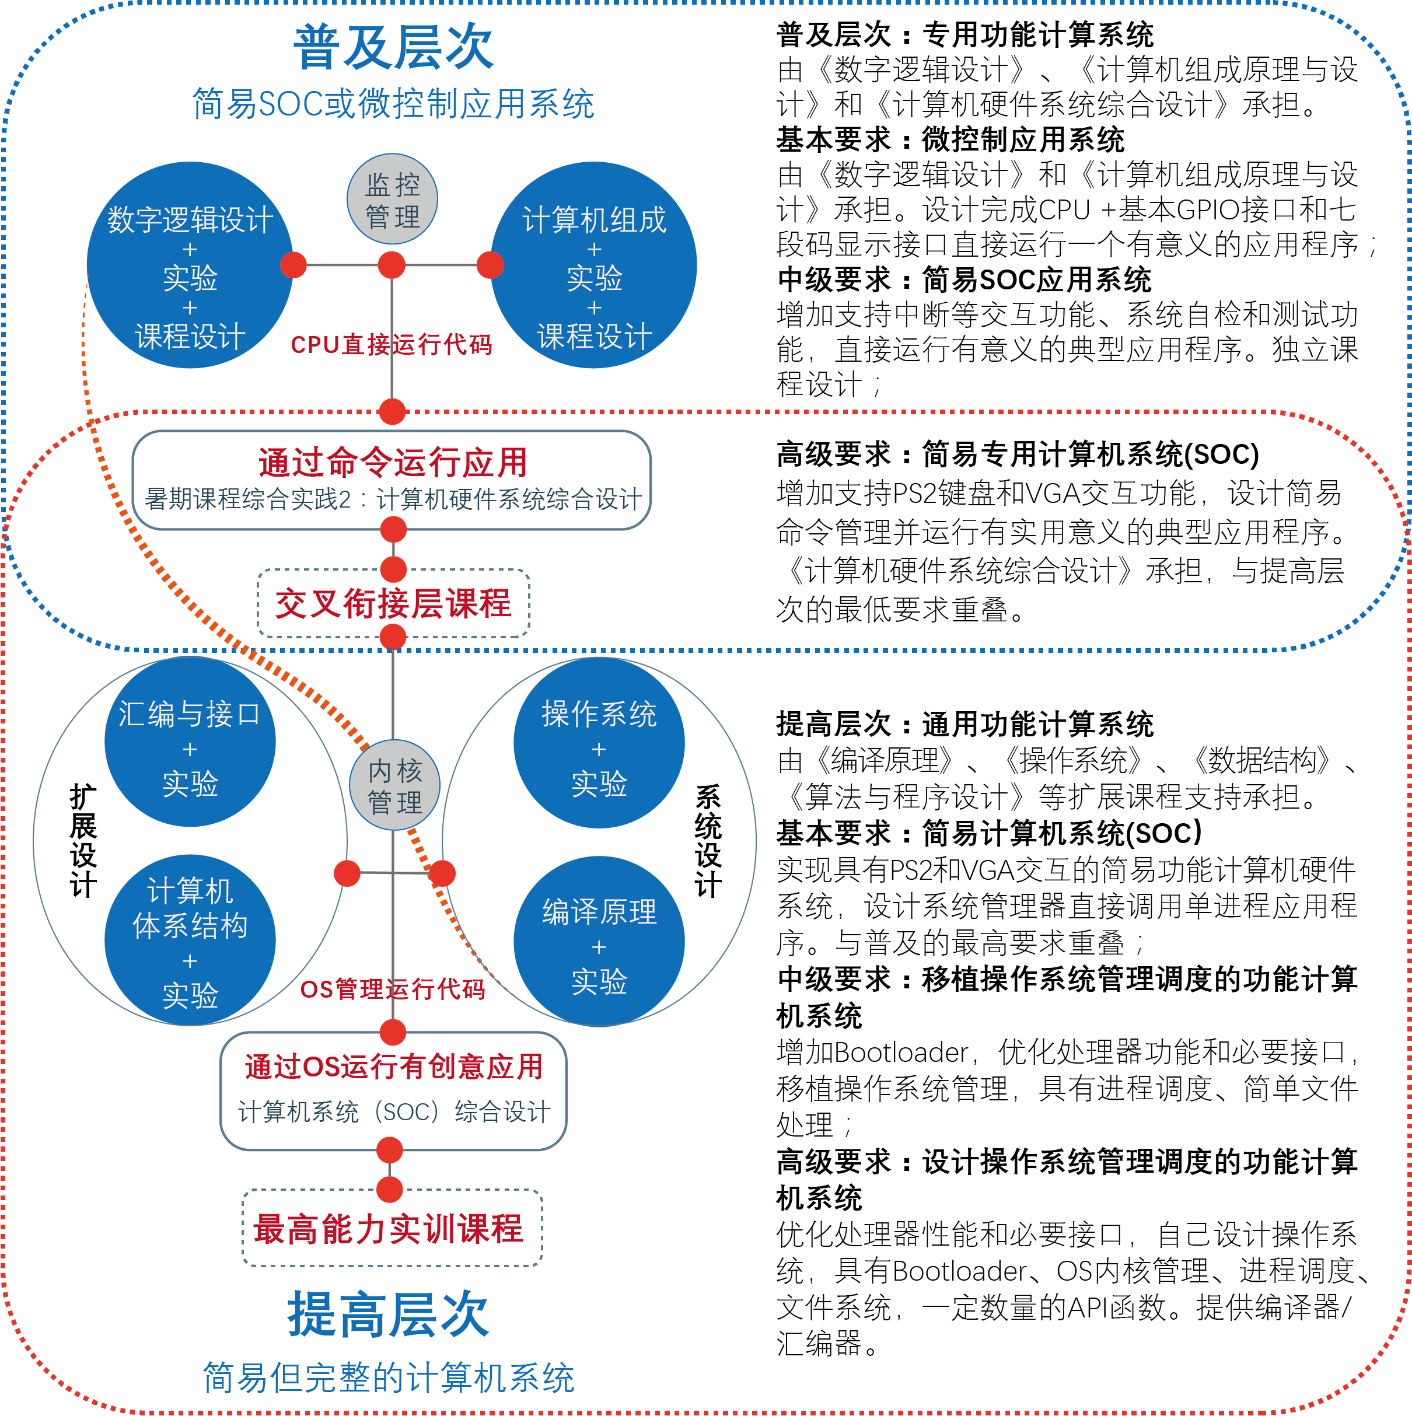 普及层次
简易SOC或微控制应用系统
监控
管理
数字逻辑设计
+
实验
+
课程设计
计算机组成
+
实验
+
课程设计
CPU直接运行代码
通过命令运行应用
暑期课程综合实践2：计算机硬件系统综合设计
交叉衔接层课程
汇编与接口
+
实验
操作系统
+
实验
内核
管理
扩展设计
系统设计
计算机
体系结构
+
实验
编译原理
+
实验
OS管理运行代码
通过OS运行有创意应用
计算机系统（SOC）综合设计
最高能力实训课程
提高层次
简易但完整的计算机系统
普及层次：专用功能计算系统
由《数字逻辑设计》、《计算机组成原理与设
计》和《计算机硬件系统综合设计》承担。
基本要求：微控制应用系统
由《数字逻辑设计》和《计算机组成原理与设
计》承担。设计完成CPU +基本GPIO接口和七
段码显示接口直接运行一个有意义的应用程序；
中级要求：简易SOC应用系统
增加支持中断等交互功能、系统自检和测试功
能，直接运行有意义的典型应用程序。独立课
程设计；
高级要求：简易专用计算机系统(SOC)
增加支持PS2键盘和VGA交互功能，设计简易
命令管理并运行有实用意义的典型应用程序。
《计算机硬件系统综合设计》承担，与提高层
次的最低要求重叠。
提高层次：通用功能计算系统
由《编译原理》、《操作系统》、《数据结构》、
《算法与程序设计》等扩展课程支持承担。
基本要求：简易计算机系统(SOC)
实现具有PS2和VGA交互的简易功能计算机硬件
系统，设计系统管理器直接调用单进程应用程
序。与普及的最高要求重叠；
中级要求：移植操作系统管理调度的功能计算
机系统
增加Bootloader，优化处理器功能和必要接口，
移植操作系统管理，具有进程调度、简单文件
处理；
高级要求：设计操作系统管理调度的功能计算
机系统
优化处理器性能和必要接口，自己设计操作系
统，具有Bootloader、OS内核管理、进程调度、
文件系统，一定数量的API函数。提供编译器/
汇编器。